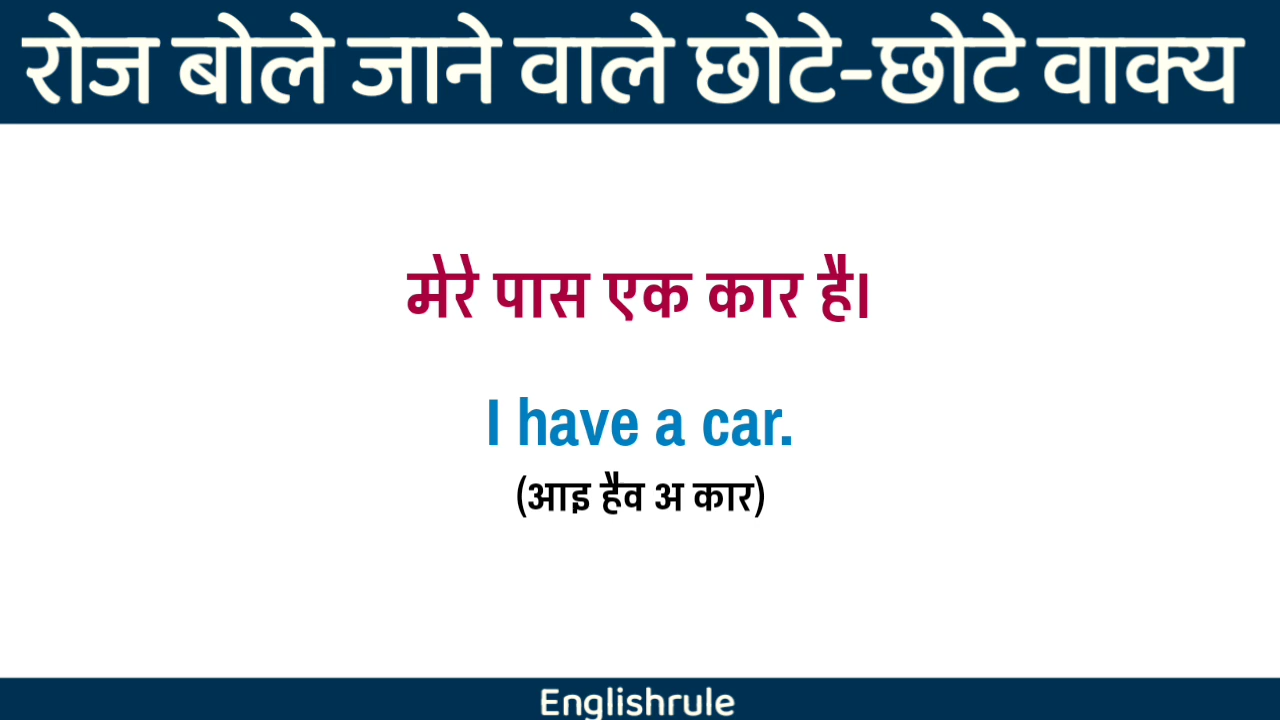 रोज बोले जाने वाले छोटे-छोटे वाक्य
मेरे पास एक कार है।
I have a car.
(आइ हैव अ कार)
Englishrule